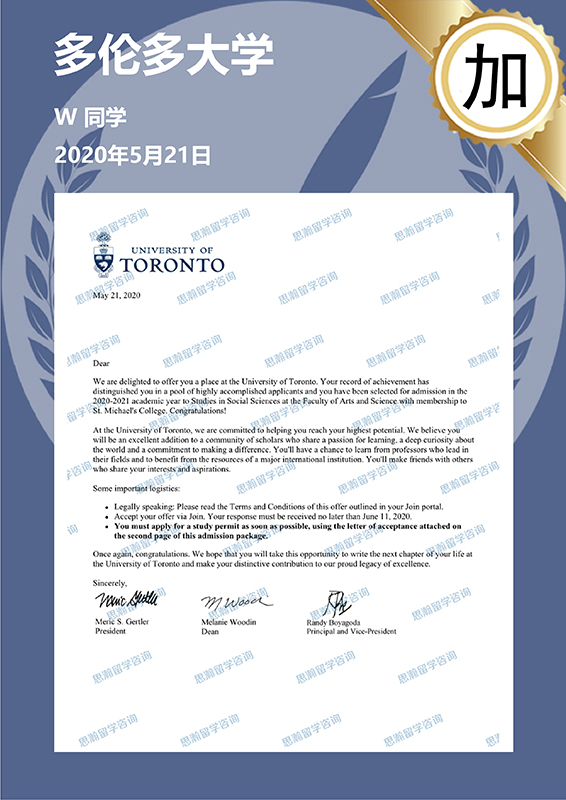 多伦多大学
加
W 同学
2020年5月21日
UNIVERSITY OF
TORONTO
May 21, 2020
Dear
We are delighted to offer you a place at the University of Toronto. Your record of achievement has
distinguished you in a pool of highly accomplished applicants and you have been selected for admission in the
2020-2021 academic year to Studies in Social Sciences at the Faculty of Arts and Science with membership to
St. Michael's College. Congratulations!
At the University of Toronto, we are committed to helping you reach your highest potential. We believe you
will be an excellent addition to a community of scholars who share a passion for learning, a deep curiosity about
the world and a commitment to making a difference. You'll have a chance to learn from professors who lead in
their fields and to benefit from the resources of a major international institution. You'll make friends with others
who share your interests and aspirations.
Some important logistics:
• Legally speaking: Please read the Terms and Conditions of this offer outlined in your Join portal.
• Accept your offer via Join. Your response must be received no later than June 11, 2020.
• You must apply for a study permit as soon as possible, using the letter of acceptance attached on
the second page of this admission package.
Once again, congratulations. We hope that you will take this opportunity to write the next chapter of your life at
the University of Toronto and make your distinctive contribution to our proud legacy of excellence.
Sincerely,
Meric Gertler
M Wood
Meric S. Gertler
President
Melanie Woodin
Dean
Randy Boyagoda
Principal and Vice-President
思瀚留学咨询